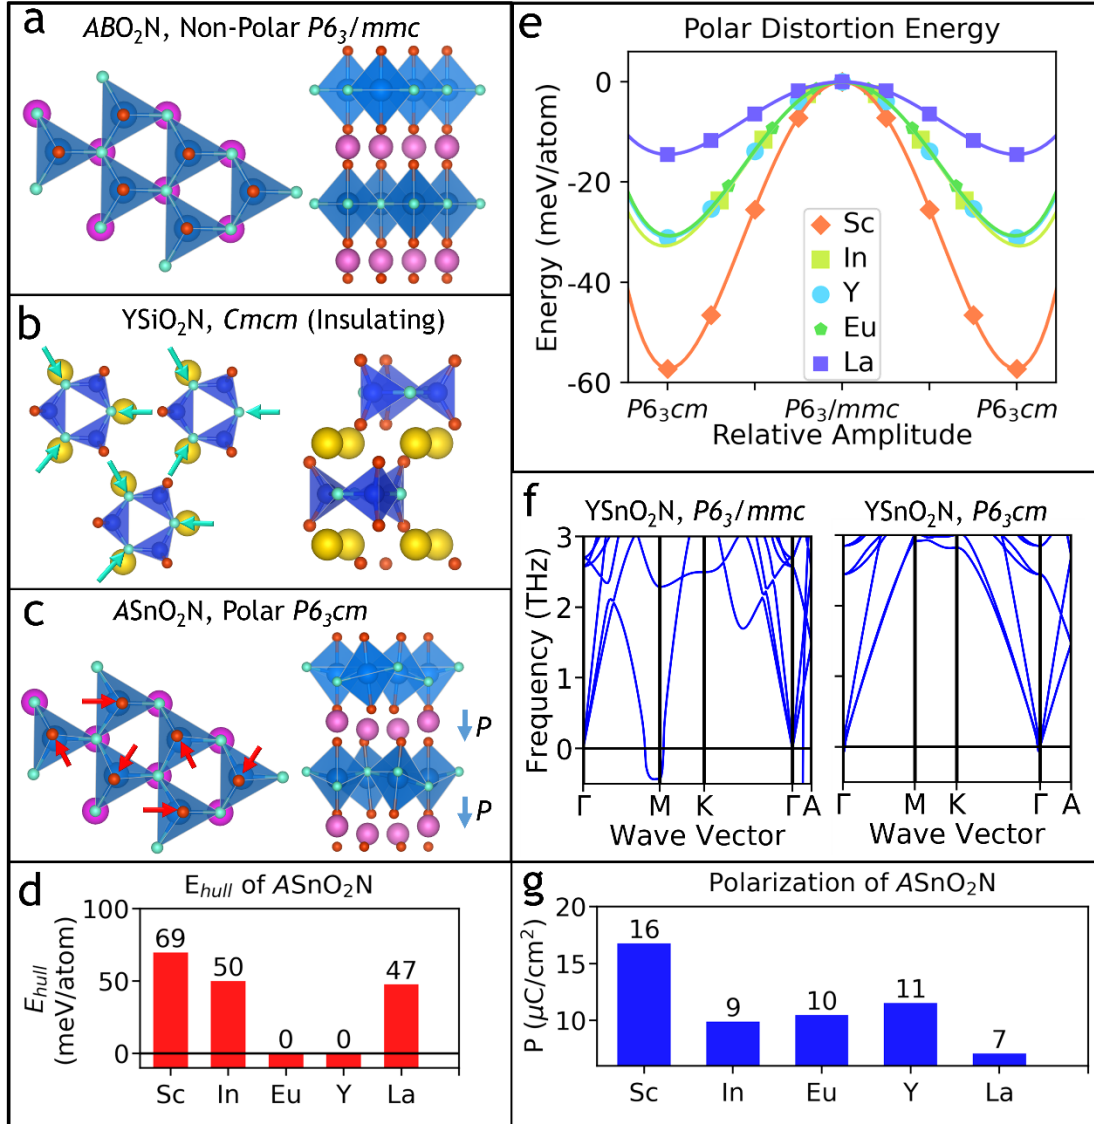 a
ABO₂N, Non-Polar P6₃/mmc
b
YSiO₂N, Cmcm (Insulating)
c
ASnO₂N, Polar P6₃cm
P
P
d
E_hull of ASnO₂N
E_hull
(meV/atom)
100
50
0
69
50
0
0
47
Sc
In
Eu
Y
La
e
Polar Distortion Energy
Energy (meV/atom)
0
-20
-40
-60
Sc
In
Y
Eu
La
P6₃cm
P6₃/mmc
P6₃cm
Relative Amplitude
f
YSnO₂N, P6₃/mmc
YSnO₂N, P6₃cm
Frequency (THz)
3
2
1
0
Γ
M
K
Γ
A
Wave Vector
Γ
M
K
Γ
A
Wave Vector
g
Polarization of ASnO₂N
P (μC/cm²)
20
15
10
16
9
10
11
7
Sc
In
Eu
Y
La